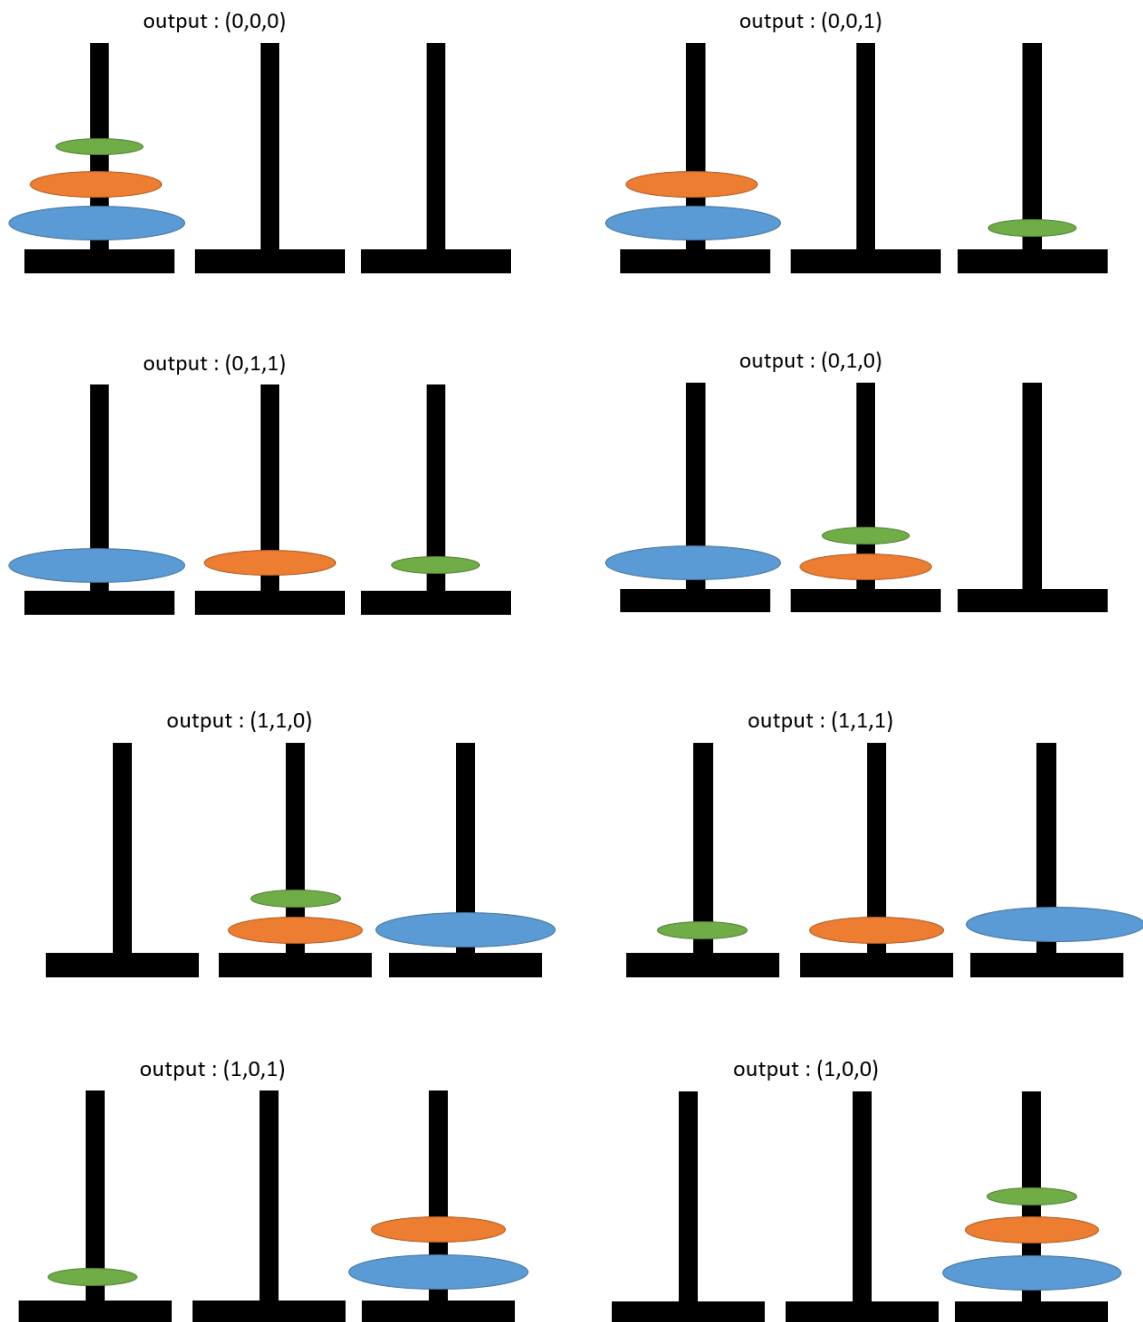 output : (0,0,0)
output : (0,0,1)
output : (0,1,1)
output : (0,1,0)
output : (1,1,0)
output : (1,1,1)
output : (1,0,1)
output : (1,0,0)